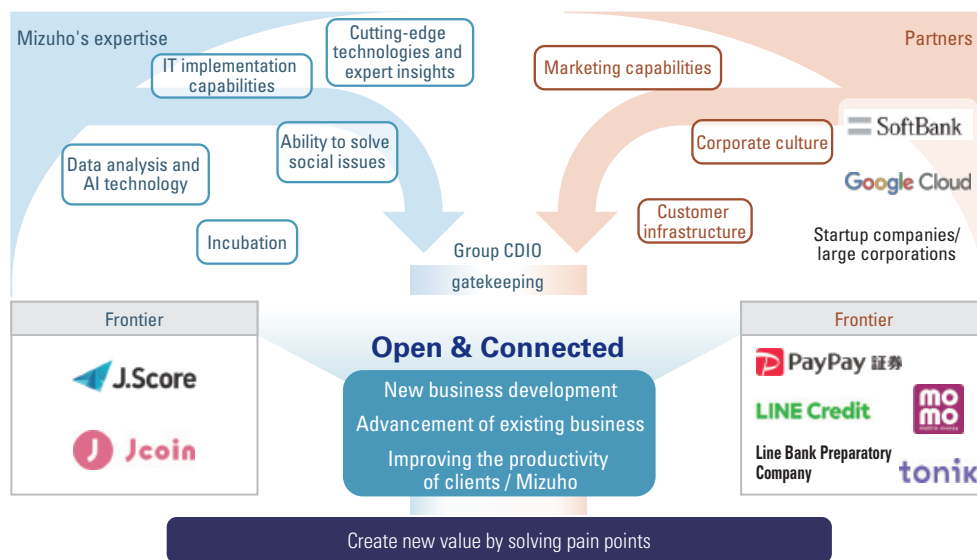 Mizuho's expertise
Partners
Cutting-edge
technologies and
expert insights
IT implementation
capabilities
Marketing capabilities
Ability to solve
social issues
Corporate culture
SoftBank
Data analysis and
AI technology
Google Cloud
Incubation
Customer
infrastructure
Startup companies/
large corporations
Group CDIO
gatekeeping
Frontier
J.Score
J
Jcoin
Open & Connected
New business development
Advancement of existing business
Improving the productivity
of clients / Mizuho
Frontier
PayPay 証券
LINE Credit
mo
mo
mobile money
Line Bank Preparatory
Company
tonik
Create new value by solving pain points